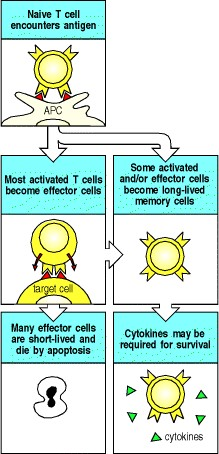 Naive T cell
encounters antigen
APC
Most activated T cells
become effector cells
Some activated
and/or effector cells
become long-lived
memory cells
target cell
Many effector cells
are short-lived and
die by apoptosis
Cytokines may be
required for survival
cytokines